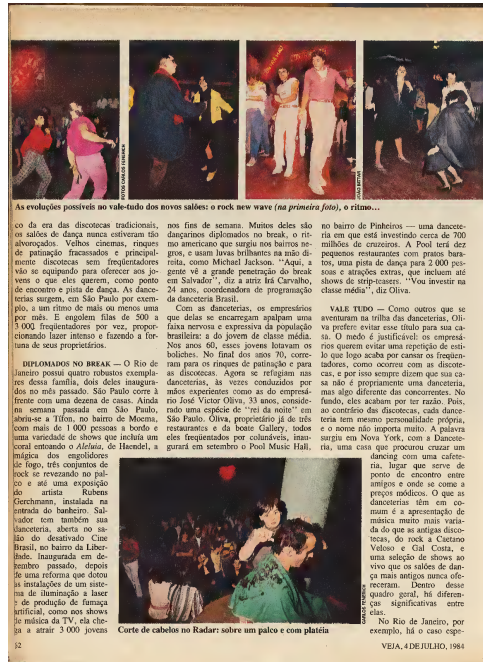 FOTOS CARLOS FENERICH
JOÃO BITTAR
As evoluções possíveis no vale-tudo dos novos salões: o rock new wave (na primeira foto), o ritmo...
ço da era das discotecas tradicionais,
os salões de dança nunca estiveram tão
alvoroçados. Velhos cinemas, rinques
de patinação fracassados e principal-
mente discotecas sem freqüentadores
vão se equipando para oferecer aos jo-
vens o que eles querem, como ponto
de encontro e pista de dança. As dance-
terias surgem, em São Paulo por exem-
plo, a um ritmo de mais ou menos uma
por mês. E engolem filas de 500 a
3 000 freqüentadores por vez, propor-
cionando lazer intenso e fazendo a for-
tuna de seus proprietários.
DIPLOMADOS NO BREAK — O Rio de
Janeiro possui quatro robustos exempla-
res dessa família, dois deles inaugura-
dos no mês passado. São Paulo corre à
frente com uma dezena de casas. Ainda
na semana passada em São Paulo,
abriu-se a Tífon, no bairro de Moema,
com mais de 1 000 pessoas a bordo e
uma variedade de shows que incluía um
coral entoando o Aleluia, de Haendel, a
mágica dos engolidores
de fogo, três conjuntos de
rock se revezando no pal-
co e até uma exposição
do artista Rubens
Gerchmann, instalada na
entrada do banheiro. Sal-
vador tem também sua
danceteria, aberta no sa-
lão do desativado Cine
Brasil, no bairro da Liber-
dade. Inaugurada em de-
zembro passado, depois
de uma reforma que dotou
as instalações de um siste-
ma de iluminação a laser
e de produção de fumaça
artificial, como nos shows
de música da TV, ela che-
ga a atrair 3 000 jovens
nos fins de semana. Muitos deles são
dançarinos diplomados no break, o rit-
mo americano que surgiu nos bairros ne-
gros, e usam luvas brilhantes na mão di-
reita, como Michael Jackson. "Aqui, a
gente vê a grande penetração do break
em Salvador", diz a atriz Irá Carvalho,
24 anos, coordenadora de programação
da danceteria Brasil.
Com as danceterias, os empresários
que delas se encarregam palpam uma
faixa nervosa e expressiva da população
brasileira: a do jovem de classe média.
Nos anos 60, esses jovens lotavam os
boliches. No final dos anos 70, corre-
ram para os rinques de patinação e para
as discotecas. Agora se refugiam nas
danceterias, às vezes conduzidos por
mãos experientes como as do empresá-
rio José Victor Oliva, 33 anos, conside-
rado uma espécie de "rei da noite" em
São Paulo. Oliva, proprietário já de três
restaurantes e da boate Gallery, todos
eles freqüentados por colunáveis, inau-
gurará em setembro o Pool Music Hall,
CARLOS FENERICH
Corte de cabelos no Radar: sobre um palco e com platéia
no bairro de Pinheiros — uma dancete-
ria em que está investindo cerca de 700
milhões de cruzeiros. A Pool terá dez
pequenos restaurantes com pratos bara-
tos, uma pista de dança para 2 000 pes-
soas e atrações extras, que incluem até
shows de strip-teasers. "Vou investir na
classe média", diz Oliva.
VALE TUDO — Como outros que se
aventuram na trilha das danceterias, Oli-
va prefere evitar esse título para sua ca-
sa. O medo é justificável: os empresá-
rios querem evitar uma repetição de esti-
lo que logo acaba por cansar os freqüen-
tadores, como ocorreu com as discote-
cas, e por isso sempre dizem que sua ca-
sa não é propriamente uma danceteria,
mas algo diferente das concorrentes. No
fundo, eles acabam por ter razão. Pois,
ao contrário das discotecas, cada dance-
teria tem mesmo personalidade própria,
e o nome não importa muito. A palavra
surgiu em Nova York, com a Dancete-
ria, uma casa que procurou cruzar um
dancing com uma cafete-
ria, lugar que serve de
ponto de encontro entre
amigos e onde se come a
preços módicos. O que as
danceterias têm em co-
mum é a apresentação de
música muito mais varia-
da do que as antigas disco-
tecas, do rock a Caetano
Veloso e Gal Costa, e
uma seleção de shows ao
vivo que os salões de dan-
ça mais antigos nunca ofe-
receram. Dentro desse
quadro geral, há diferen-
ças significativas entre
elas.
No Rio de Janeiro, por
exemplo, há o caso espe-
52
VEJA, 4 DE JULHO, 1984